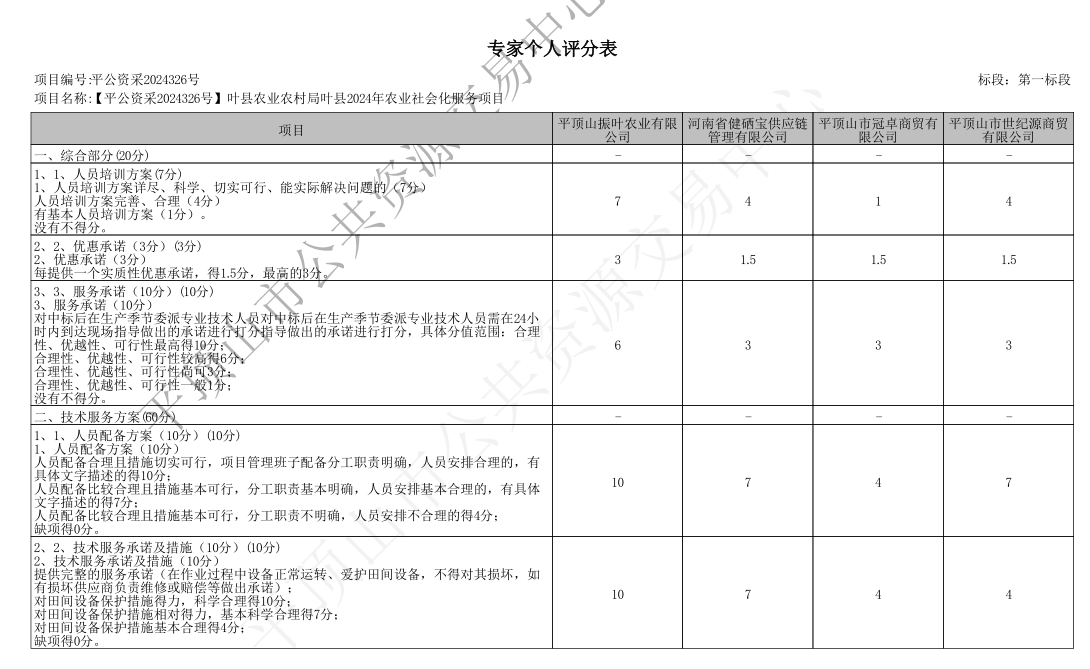 专家个人评分表
项目编号:平公资采2024326号
标段：第一标段
项目名称:【平公资采2024326号】叶县农业农村局叶县2024年农业社会化服务项目
项目
平顶山振叶农业有限公司
河南省健硒宝供应链管理有限公司
平顶山市冠卓商贸有限公司
平顶山市世纪源商贸有限公司
一、综合部分(20分)
－ － － －
1、1、人员培训方案(7分)
1、人员培训方案详尽、科学、切实可行、能实际解决问题的（7分）
人员培训方案完善、合理（4分）
有基本人员培训方案（1分）。
没有不得分。
7 4 1 4
2、2、优惠承诺（3分）(3分)
2、优惠承诺（3分）
每提供一个实质性优惠承诺，得1.5分，最高的3分。
3 1.5 1.5 1.5
3、3、服务承诺（10分）(10分)
3、服务承诺（10分）
对中标后在生产季节委派专业技术人员对中标后在生产季节委派专业技术人员需在24小
时内到达现场指导做出的承诺进行打分指导做出的承诺进行打分，具体分值范围：合理
性、优越性、可行性最高得10分；
合理性、优越性、可行性较高得6分；
合理性、优越性、可行性尚可3分；
合理性、优越性、可行性一般1分；
没有不得分。
6 3 3 3
二、技术服务方案(60分)
－ － － －
1、1、人员配备方案（10分）(10分)
1、人员配备方案（10分）
人员配备合理且措施切实可行，项目管理班子配备分工职责明确，人员安排合理的，有
具体文字描述的得10分；
人员配备比较合理且措施基本可行，分工职责基本明确，人员安排基本合理的，有具体
文字描述的得7分；
人员配备比较合理且措施基本可行，分工职责不明确，人员安排不合理的得4分；
缺项得0分。
10 7 4 7
2、2、技术服务承诺及措施（10分）(10分)
2、技术服务承诺及措施（10分）
提供完整的服务承诺（在作业过程中设备正常运转、爱护田间设备，不得对其损坏，如
有损坏供应商负责维修或赔偿等做出承诺）；
对田间设备保护措施得力，科学合理得10分；
对田间设备保护措施相对得力，基本科学合理得7分；
对田间设备保护措施基本合理得4分；
缺项得0分。
10 7 4 4
平顶山市公共资源交易中心
平顶山市公共资源交易中心